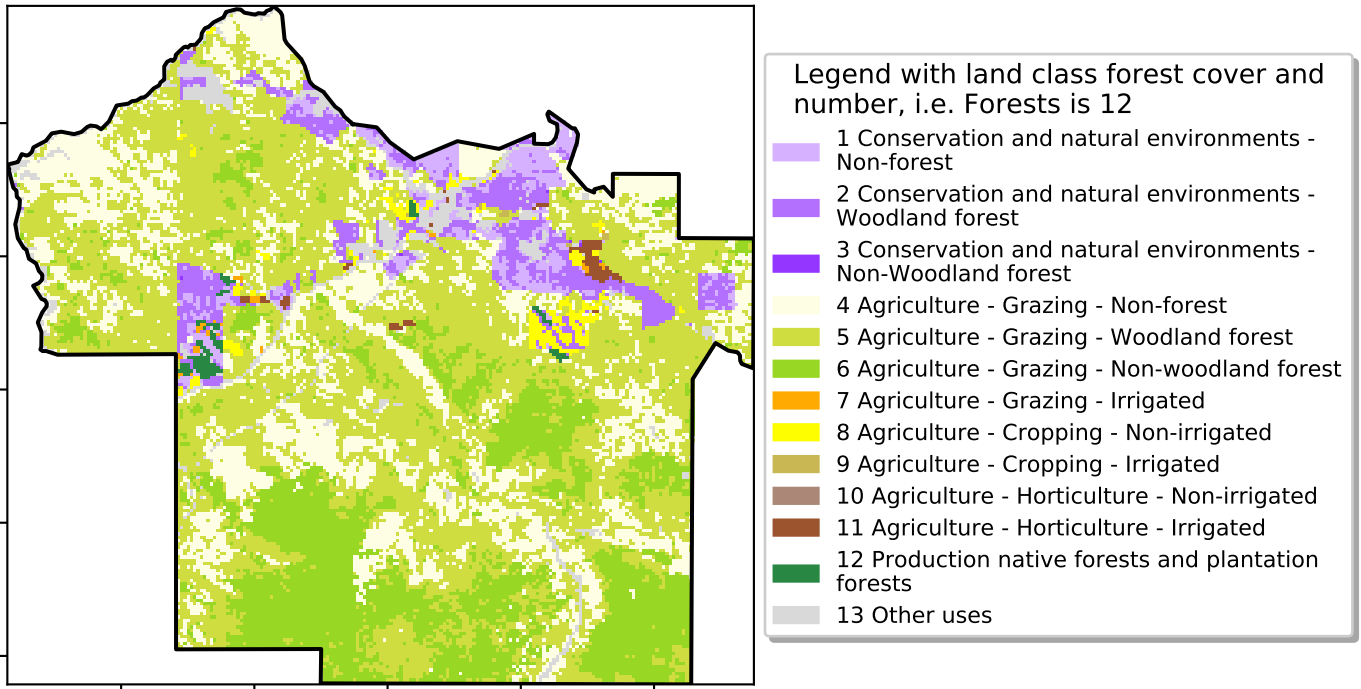 Legend with land class forest cover and
number, i.e. Forests is 12
1 Conservation and natural environments -
Non-forest
2 Conservation and natural environments -
Woodland forest
3 Conservation and natural environments -
Non-Woodland forest
4 Agriculture - Grazing - Non-forest
5 Agriculture - Grazing - Woodland forest
6 Agriculture - Grazing - Non-woodland forest
7 Agriculture - Grazing - Irrigated
8 Agriculture - Cropping - Non-irrigated
9 Agriculture - Cropping - Irrigated
10 Agriculture - Horticulture - Non-irrigated
11 Agriculture - Horticulture - Irrigated
12 Production native forests and plantation
forests
13 Other uses